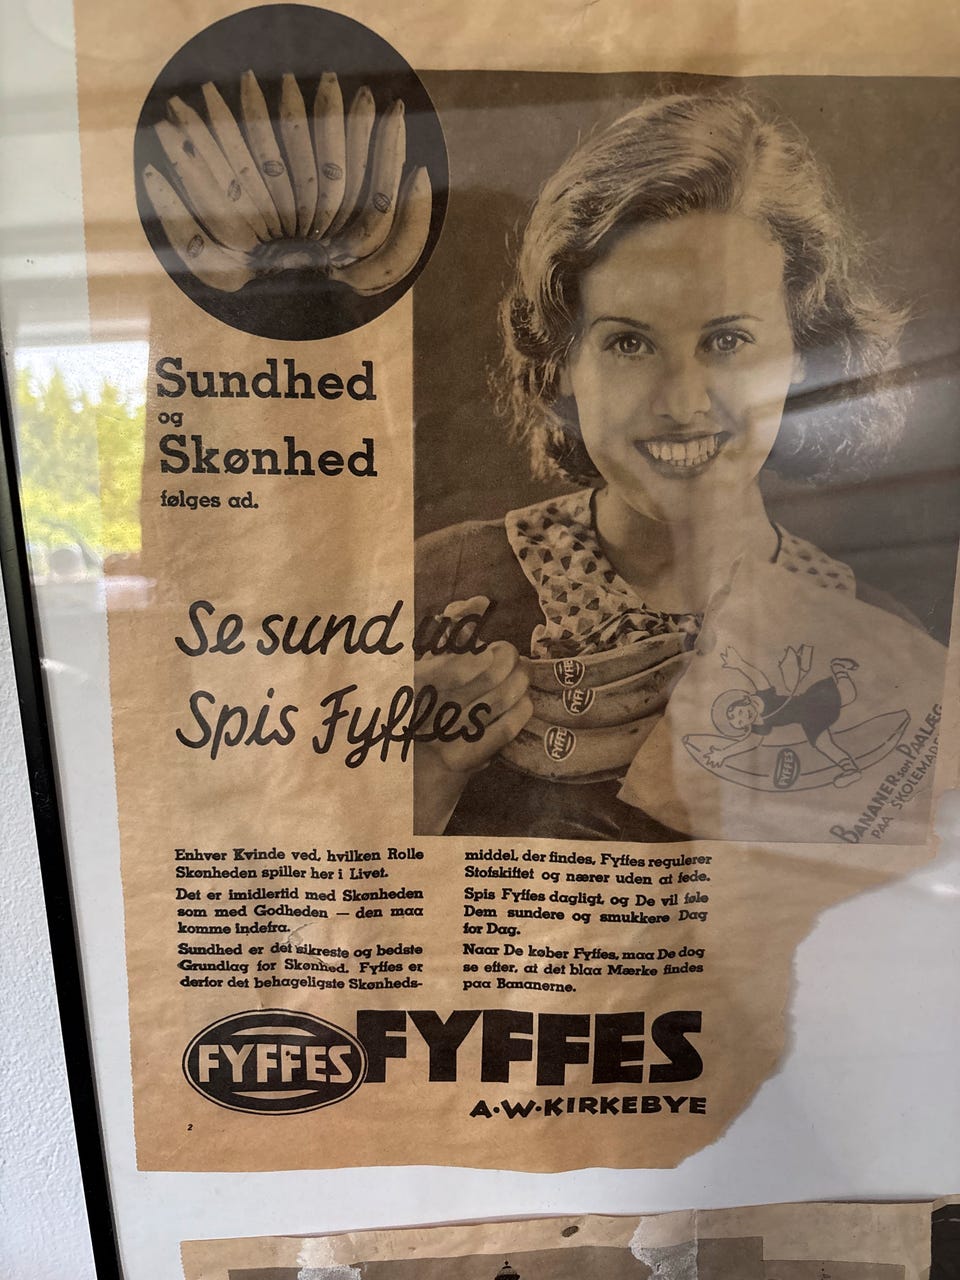 Sundhed
og
Skønhed
følges ad.
Se sund ud
Spis Fyffes
FYFFES
FYFFES
BANANER som PAALÆG
PAA SKOLEMADEN
Enhver Kvinde ved, hvilken Rolle
Skønheden spiller her i Livet.
Det er imidlertid med Skønheden
som med Godheden — den maa
komme indefra.
Sundhed er det sikreste og bedste
Grundlag for Skønhed. Fyffes er
derfor det behageligste Skønheds-
middel, der findes, Fyffes regulerer
Stofskiftet og nærer uden at fede.
Spis Fyffes dagligt, og De vil føle
Dem sundere og smukkere Dag
for Dag.
Naar De køber Fyffes, maa De dog
se efter, at det blaa Mærke findes
paa Bananerne.
FYFFES FYFFES
A·W·KIRKEBYE
2